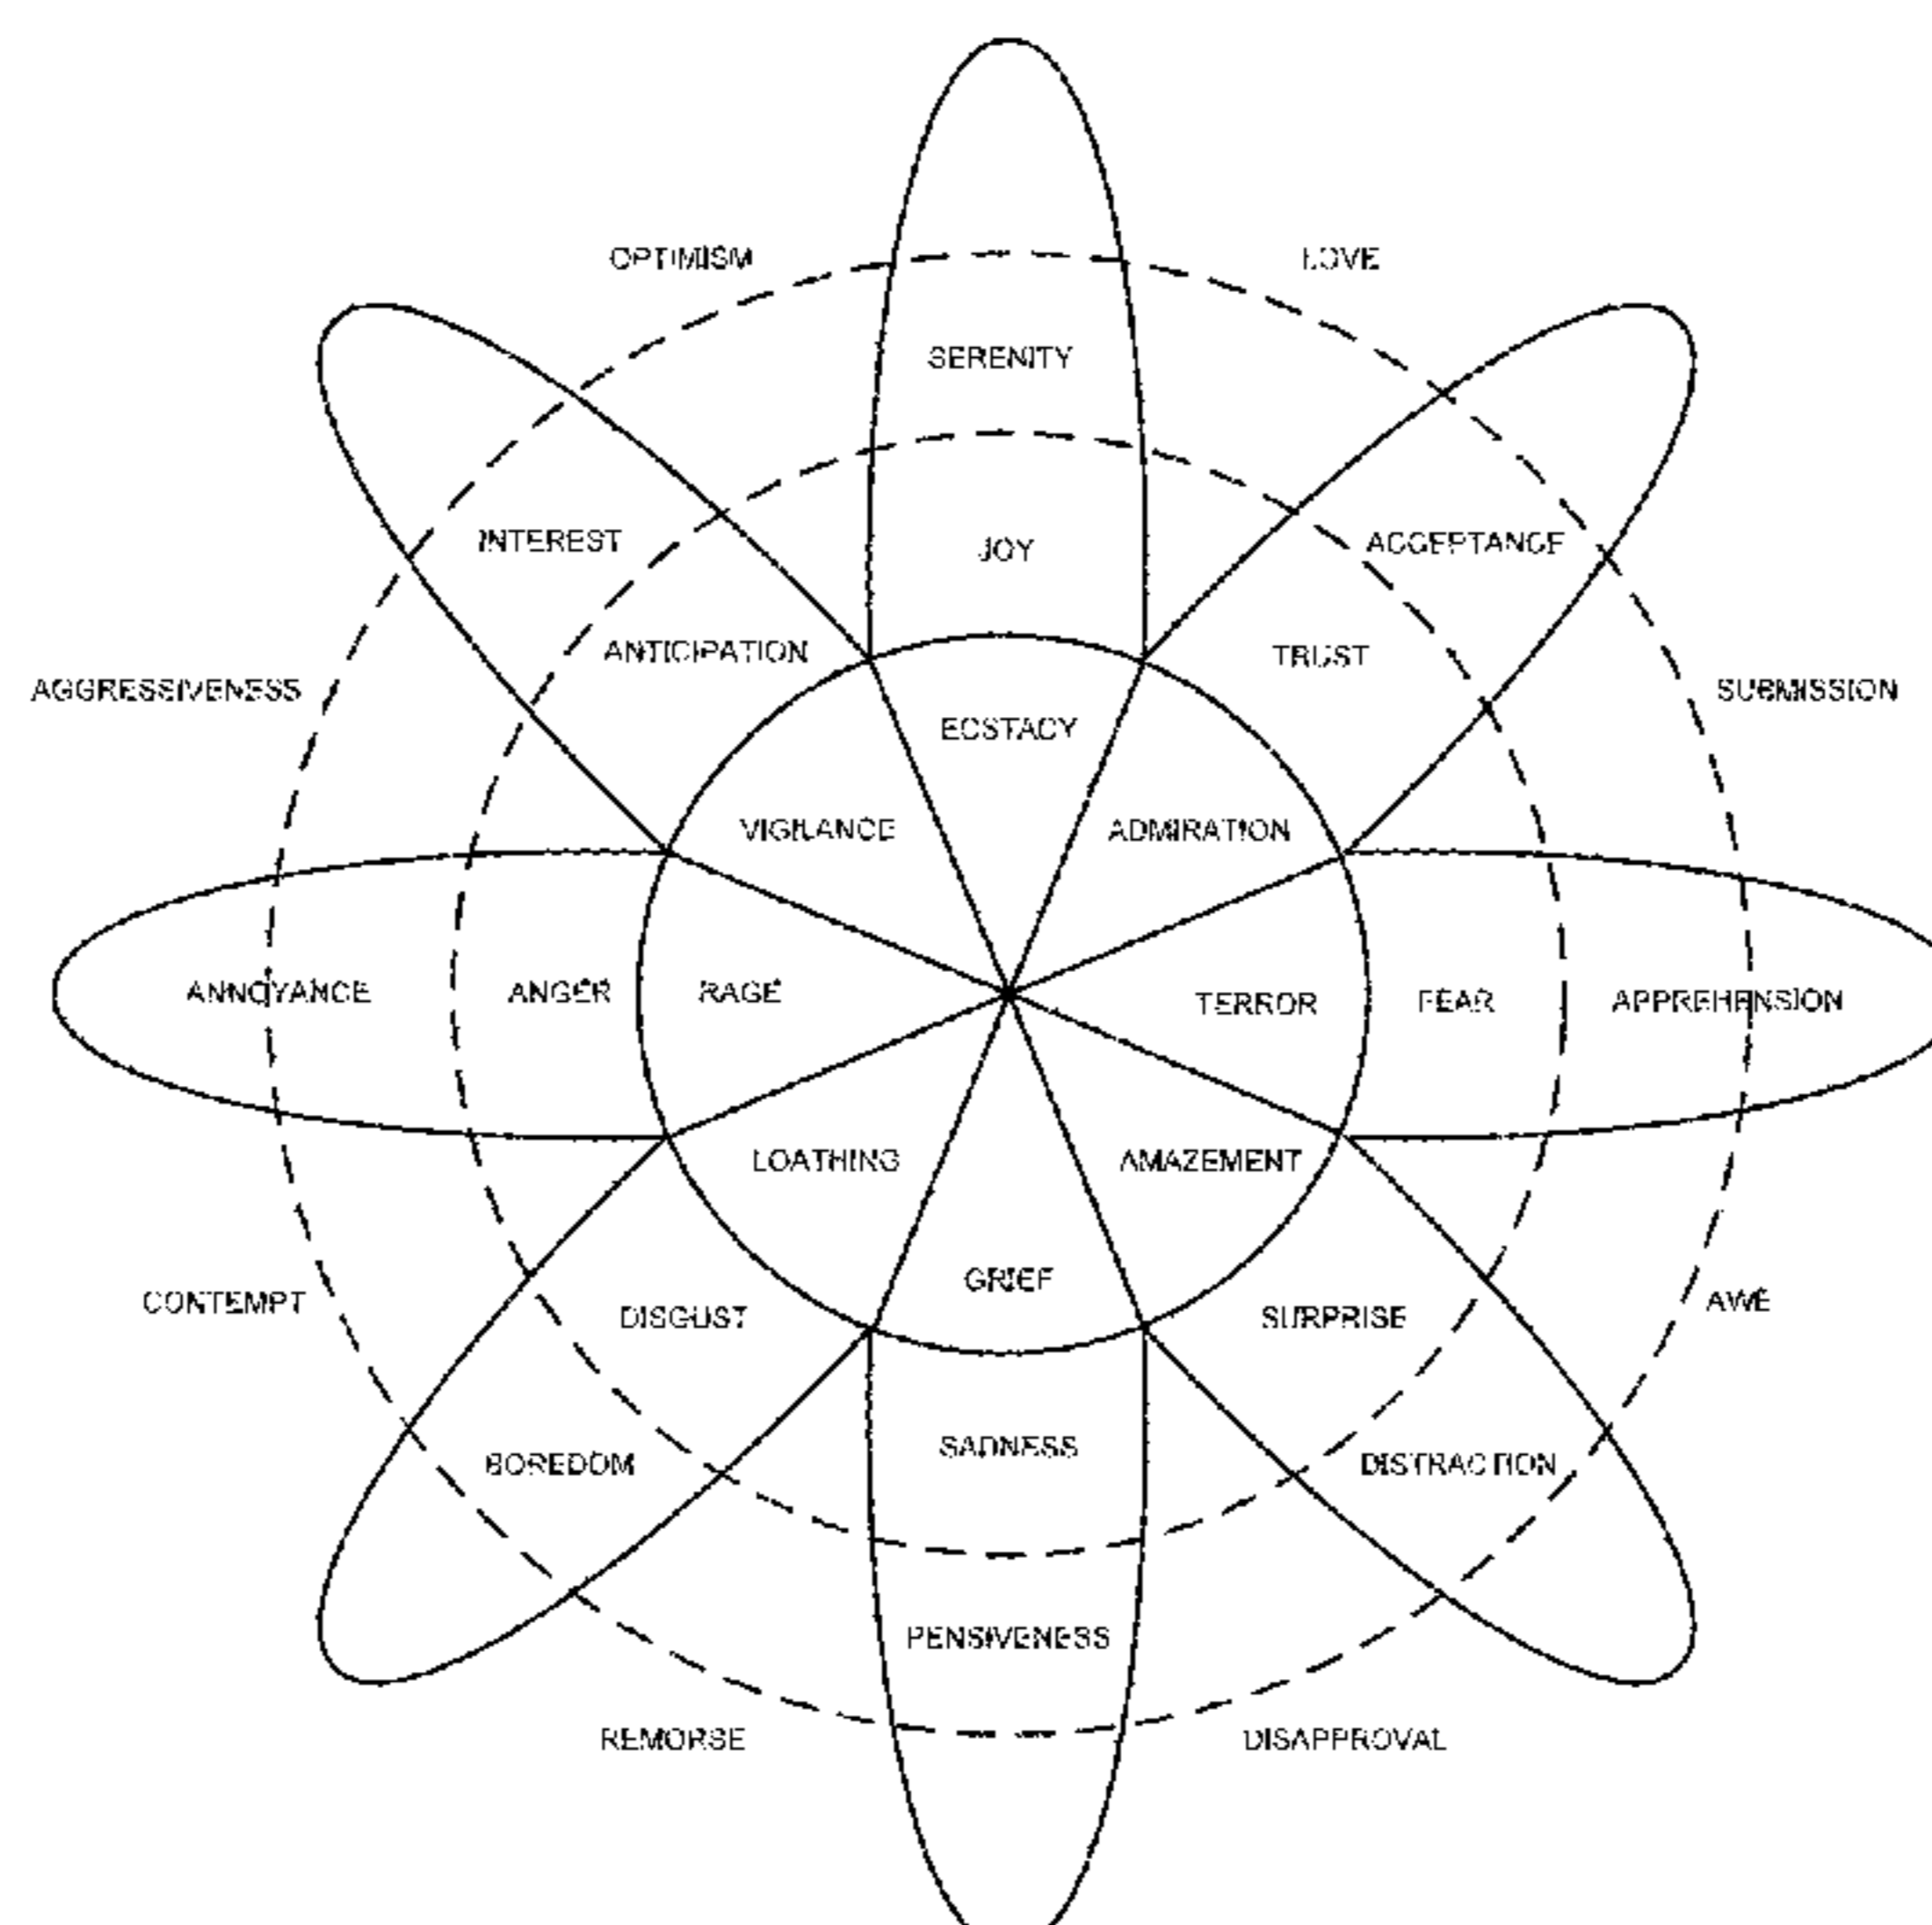 OPTIMISM
LOVE
SERENITY
INTEREST
JOY
ACCEPTANCE
ANTICIPATION
TRUST
AGGRESSIVENESS
SUBMISSION
ECSTACY
VIGILANCE
ADMIRATION
ANNOYANCE
ANGER
RAGE
TERROR
FEAR
APPREHENSION
LOATHING
AMAZEMENT
GRIEF
CONTEMPT
DISGUST
SURPRISE
AWE
SADNESS
BOREDOM
DISTRACTION
PENSIVENESS
REMORSE
DISAPPROVAL